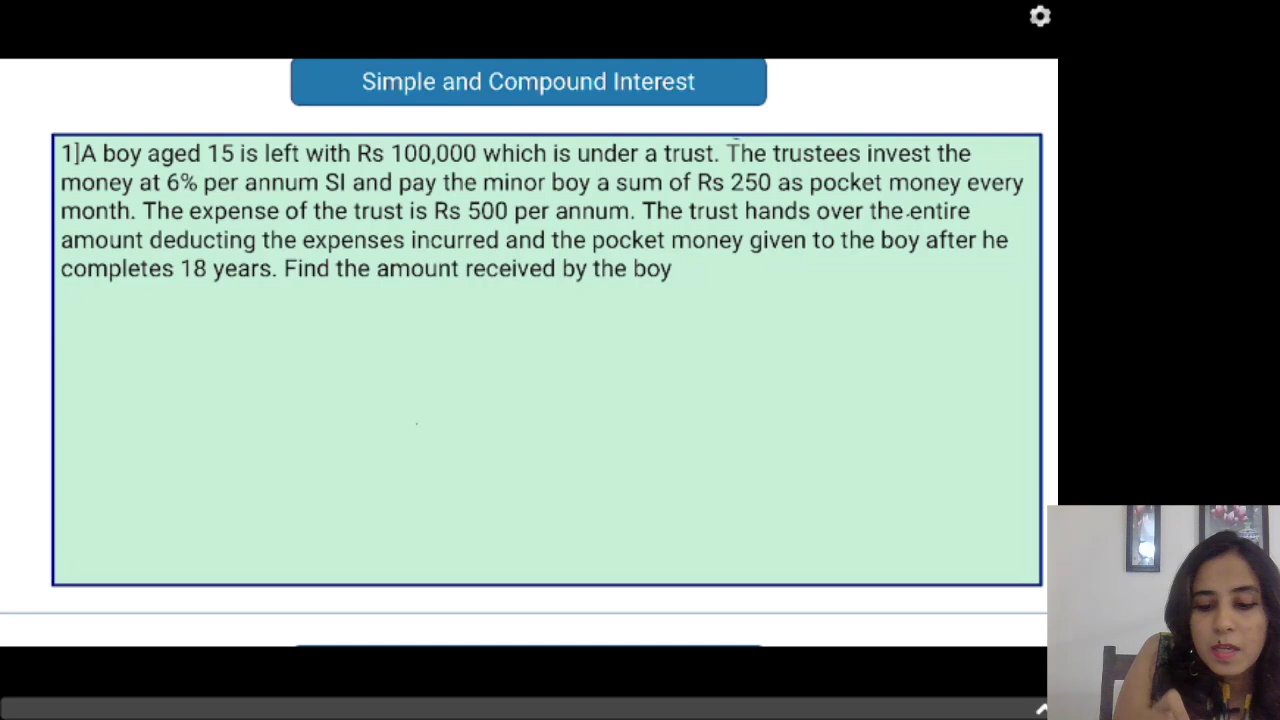 Simple and Compound Interest
1]A boy aged 15 is left with Rs 100,000 which is under a trust. The trustees invest the
money at 6% per annum SI and pay the minor boy a sum of Rs 250 as pocket money every
month. The expense of the trust is Rs 500 per annum. The trust hands over the entire
amount deducting the expenses incurred and the pocket money given to the boy after he
completes 18 years. Find the amount received by the boy